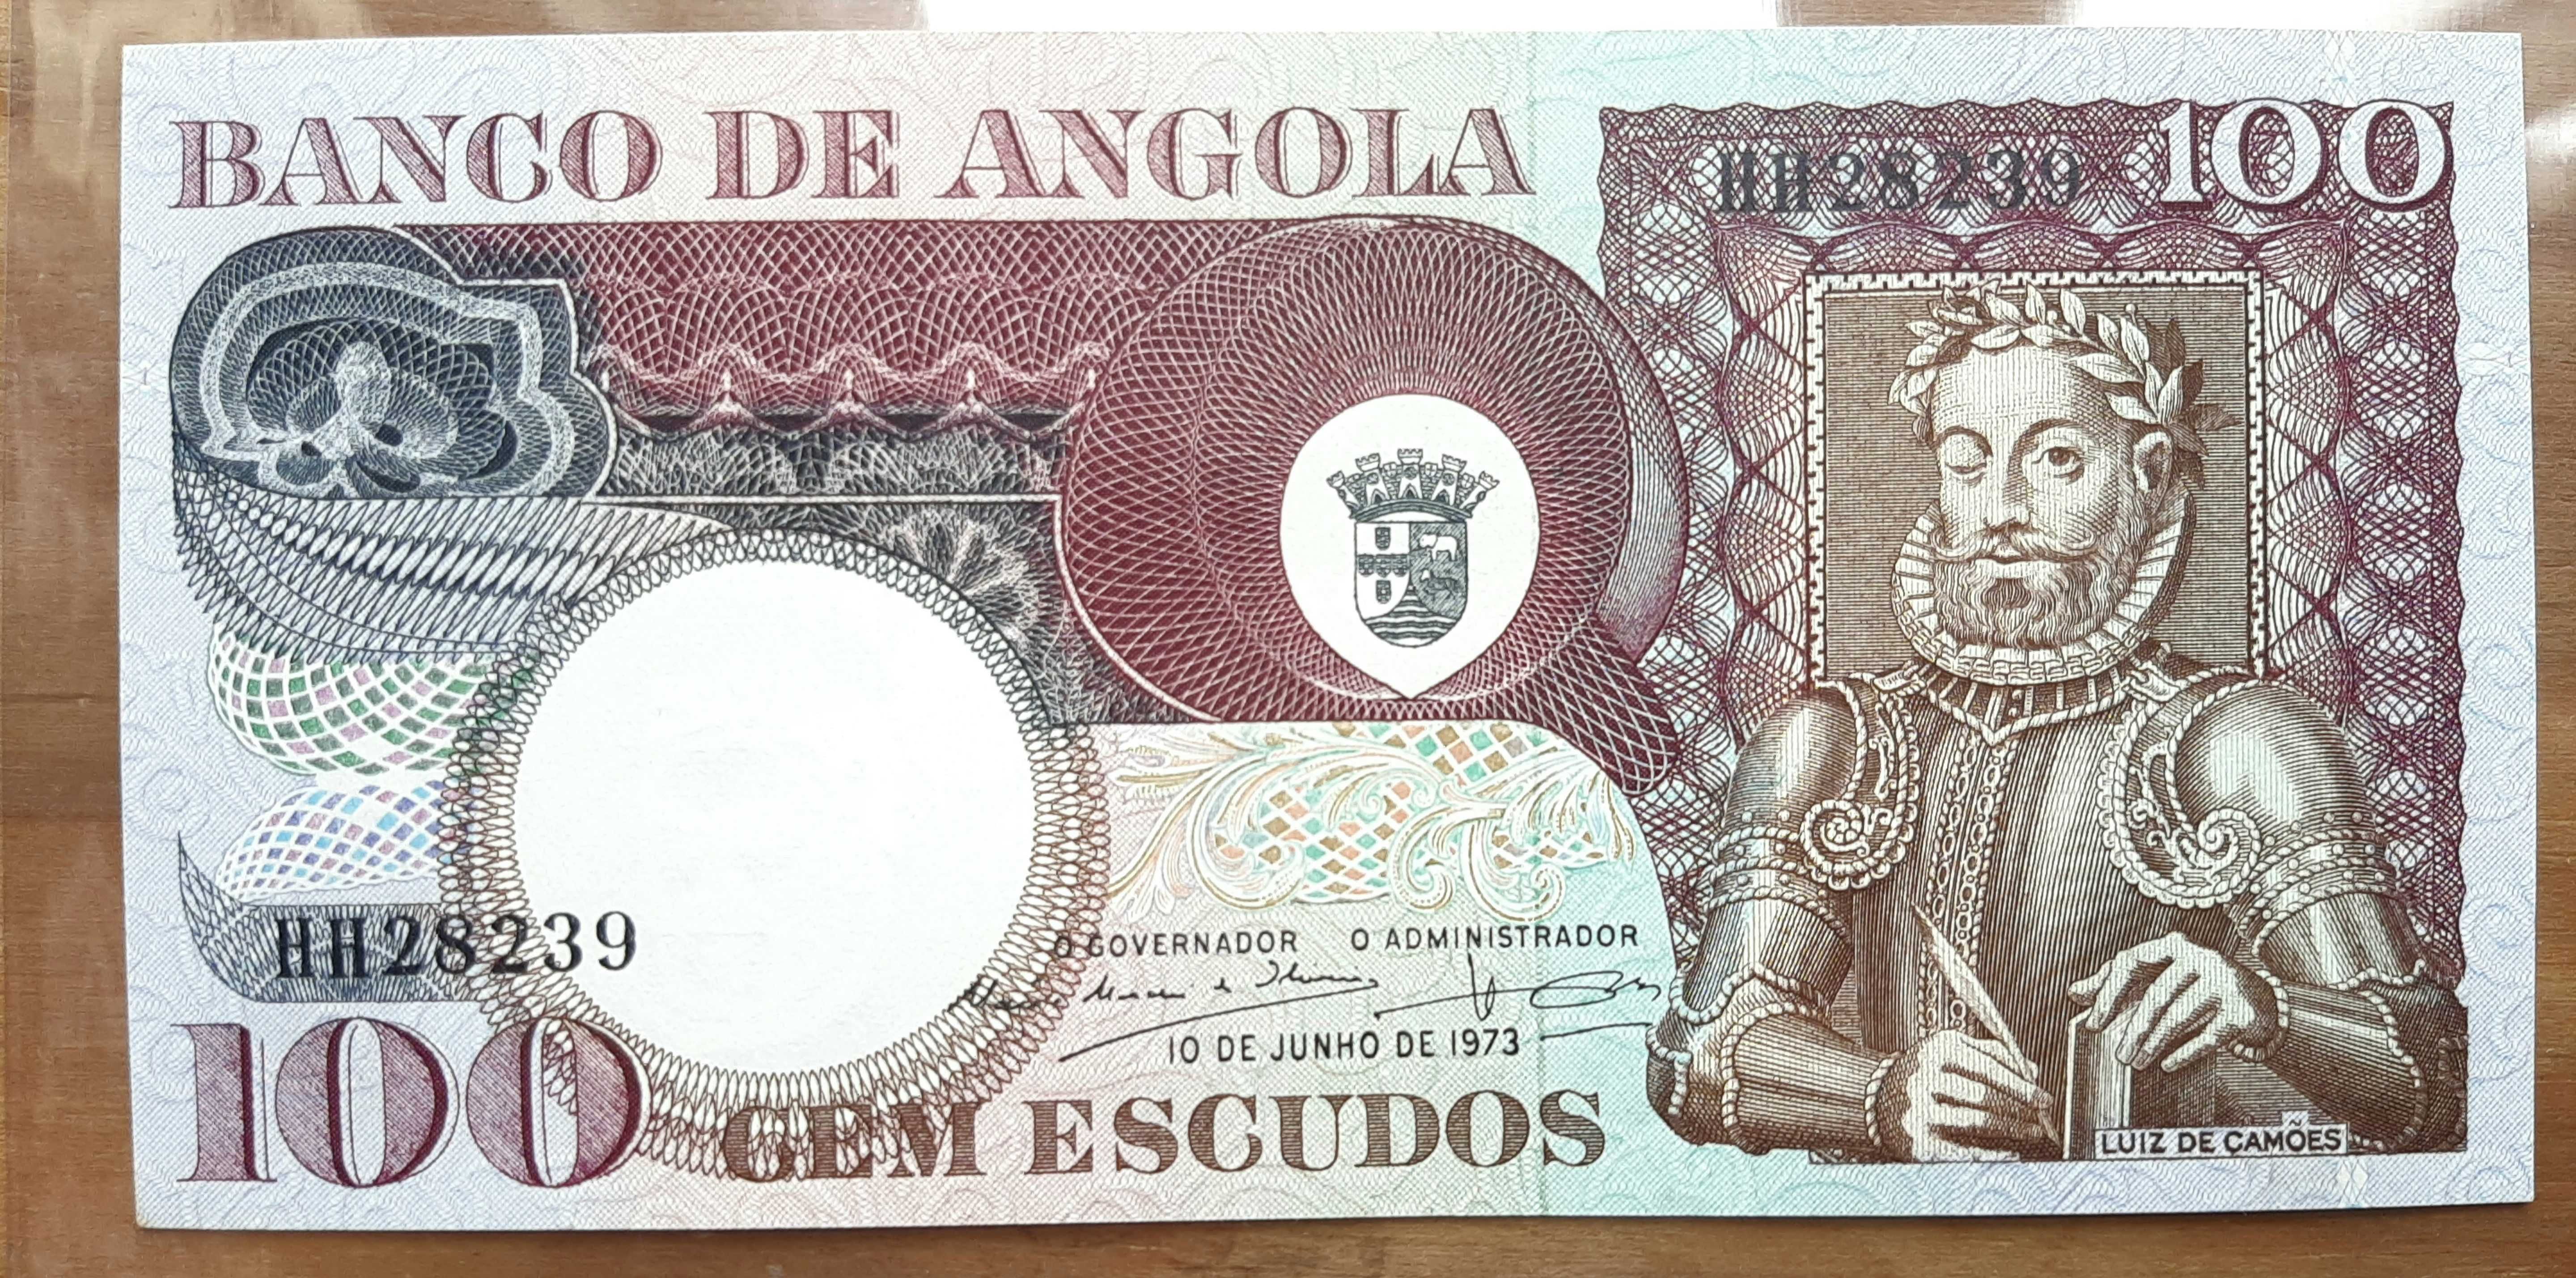 BANCO DE ANGOLA
HH28239
100
HH28239
O GOVERNADOR
O ADMINISTRADOR
10 DE JUNHO DE 1973
100
CEM ESCUDOS
LUIZ DE CAMÕES